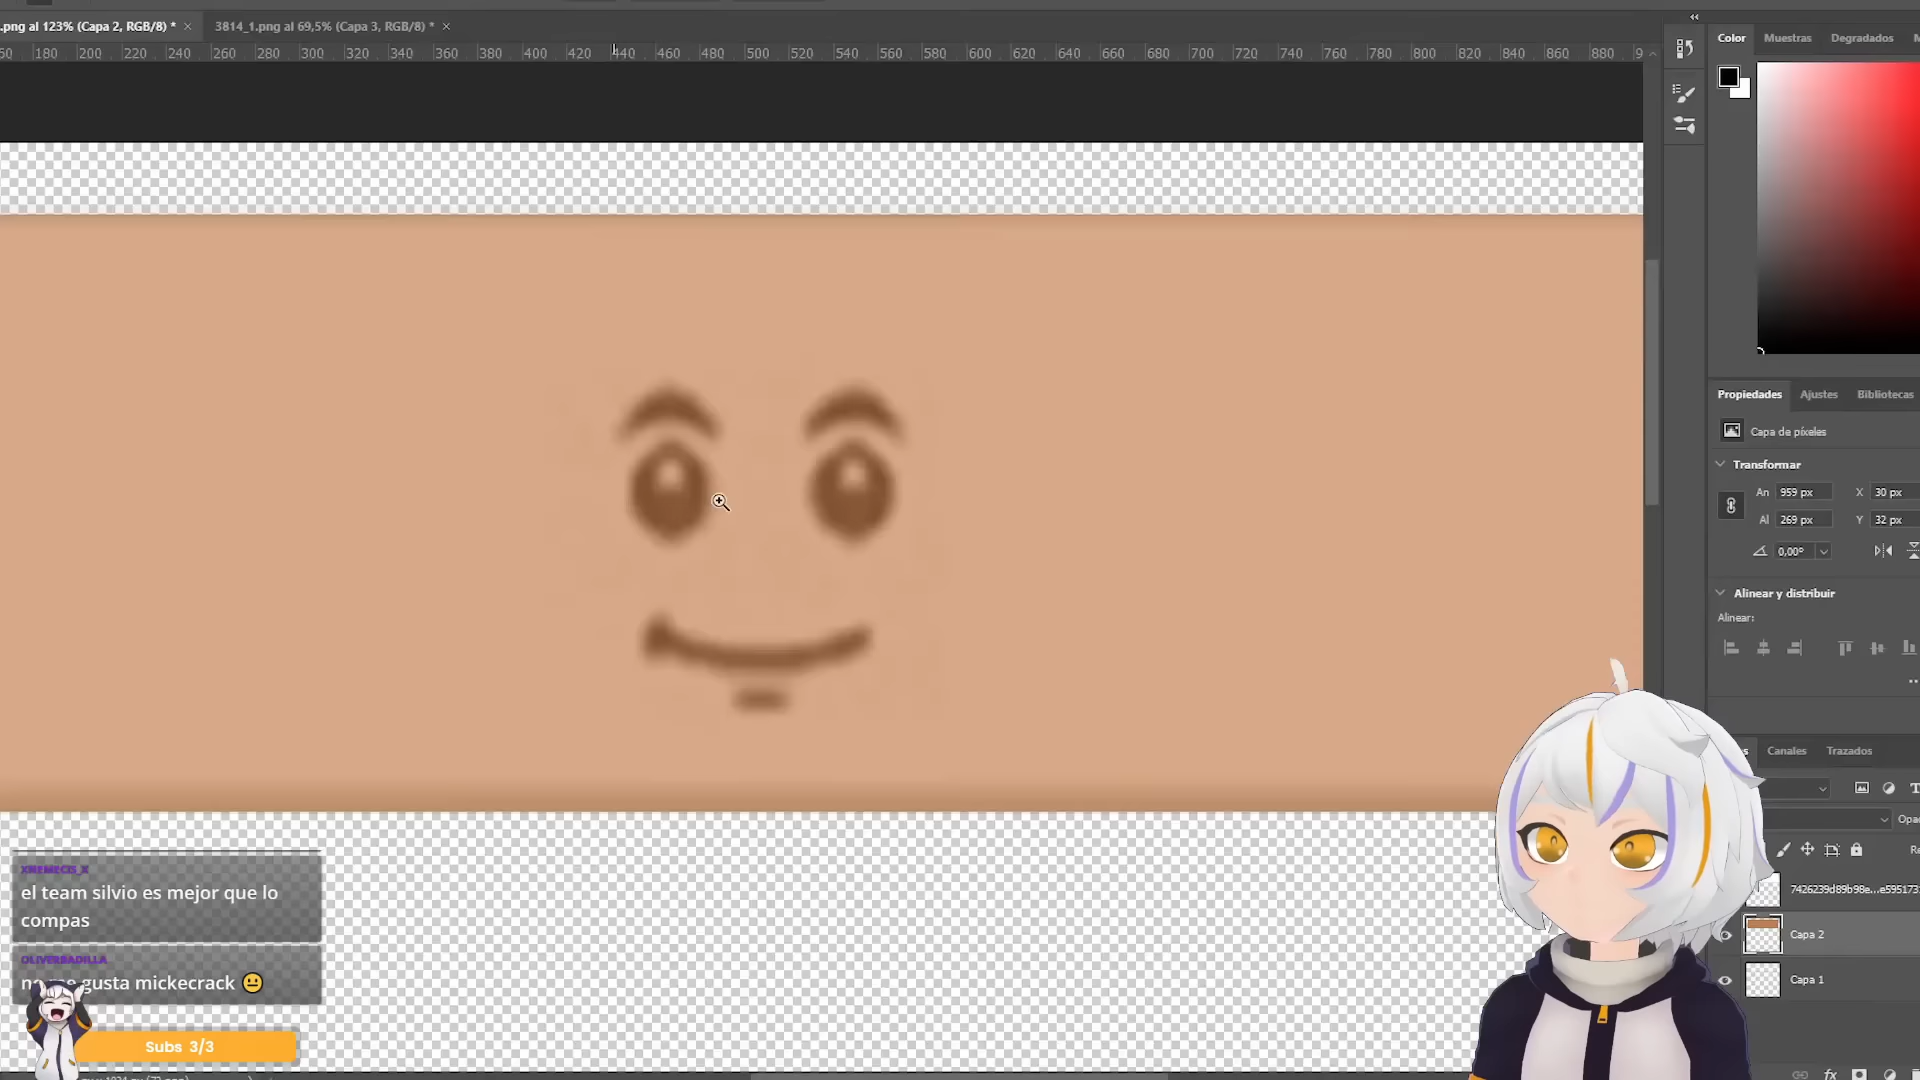 .png al 123% (Capa 2, RGB/8) *
3814_1.png al 69,5% (Capa 3, RGB/8) *
180 200 220 240 260 280 300 320 340 360 380 400 420 440 460 480 500 520 540 560 580 600 620 640 660 680 700 720 740 760 780 800 820 840 860 880
Color Muestras Degradados
Propiedades Ajustes Bibliotecas
Capa de píxeles
Transformar
An 959 px X 30 px
Al 269 px Y 32 px
0,00°
Alinear y distribuir
Alinear:
Canales Trazados
7426239d89b98e...e595173
Capa 2
Capa 1
XNEMECIS_X
el team silvio es mejor que lo
compas
OLIVERBADILLA
gusta mickecrack 😐
Subs 3/3